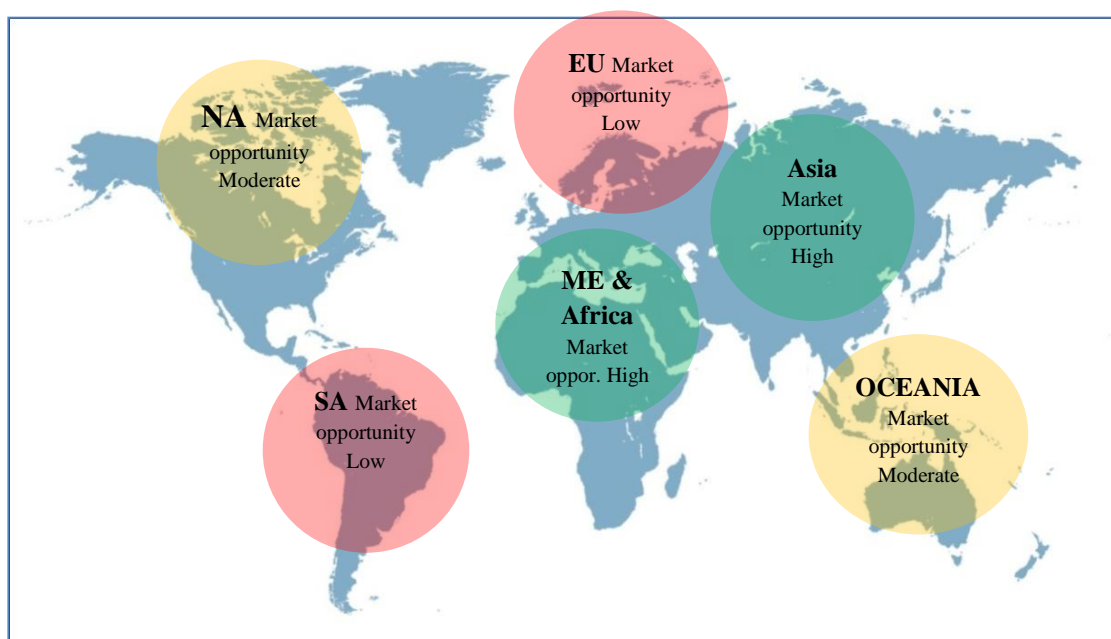 NA Market
opportunity
Moderate
EU Market
opportunity
Low
Asia
Market
opportunity
High
ME &
Africa
Market
oppor. High
SA Market
opportunity
Low
OCEANIA
Market
opportunity
Moderate